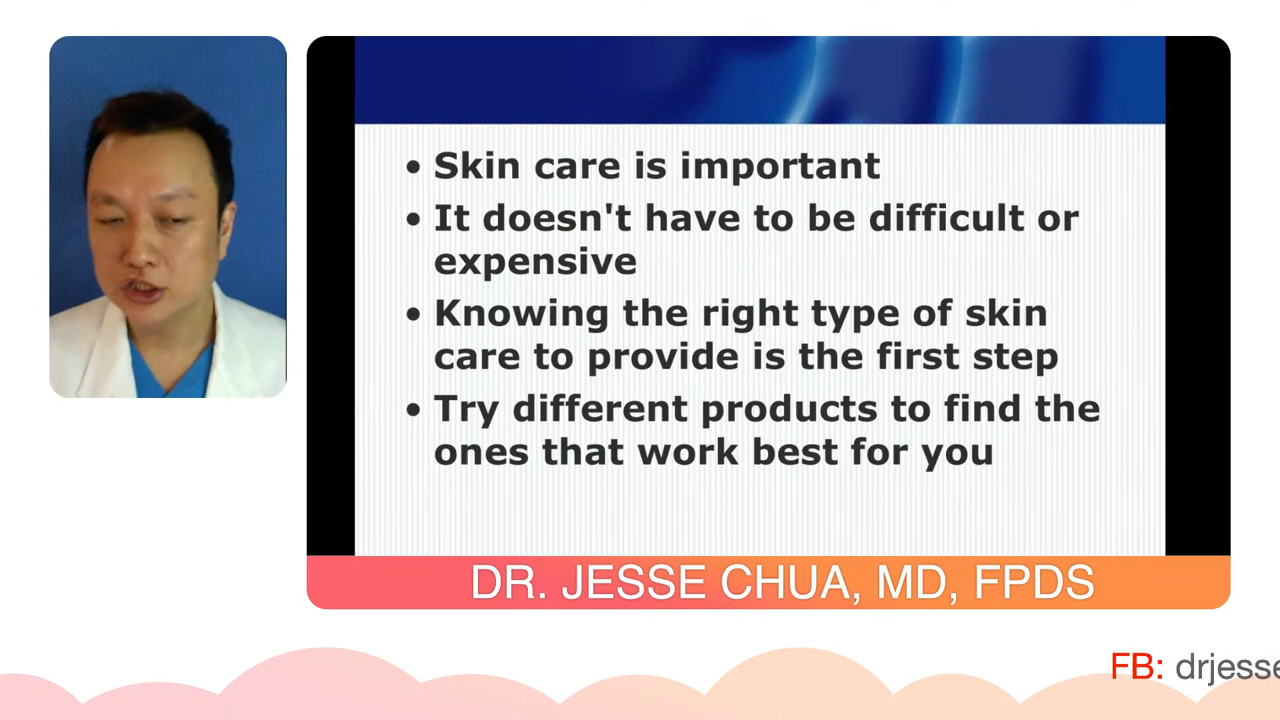 • Skin care is important
• It doesn't have to be difficult or
expensive
• Knowing the right type of skin
care to provide is the first step
• Try different products to find the
ones that work best for you
DR. JESSE CHUA, MD, FPDS
FB: drjesse